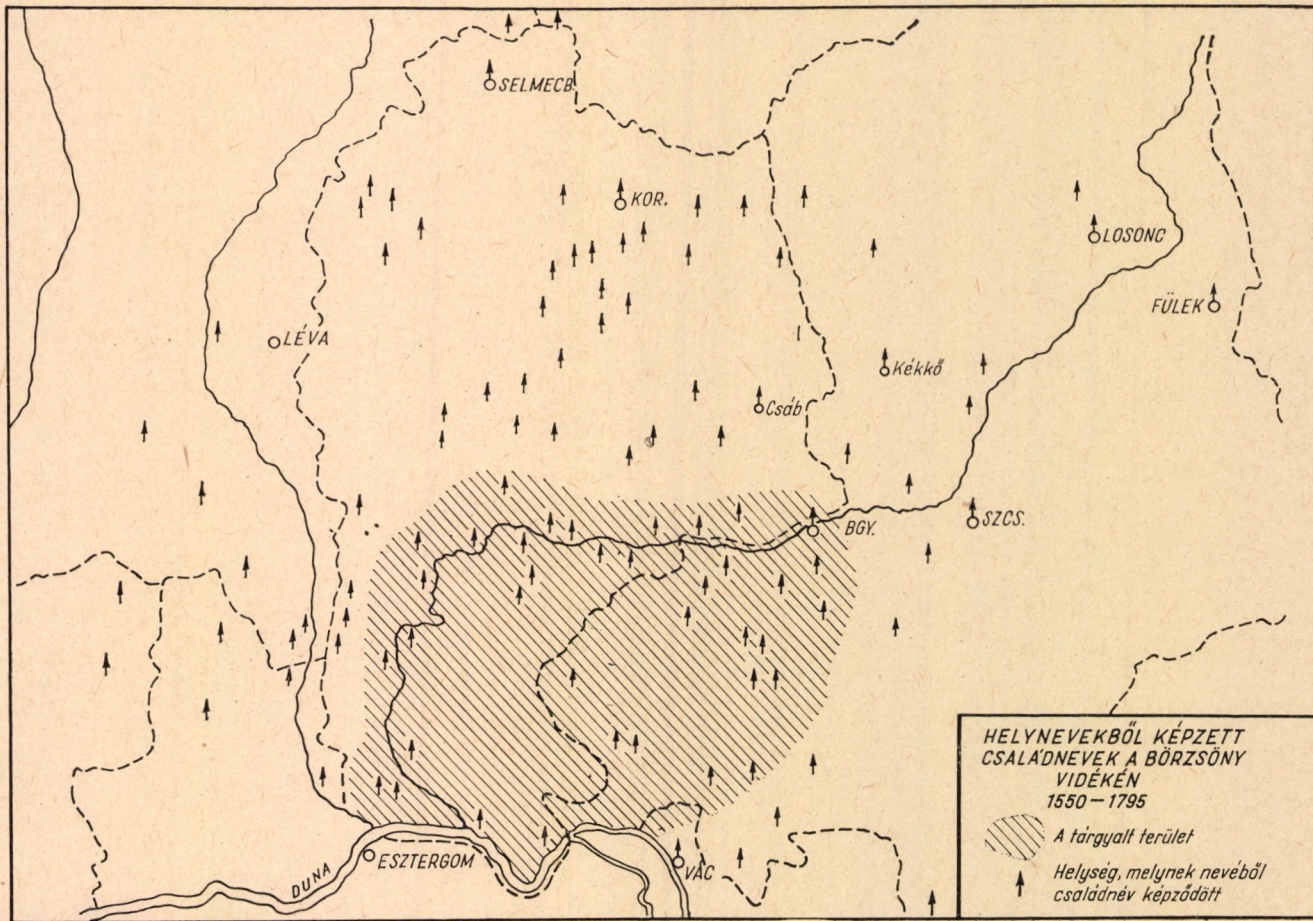 SELMECB
KOR.
LOSONC
FÜLEK
LÉVA
Kékkő
Csáb
BGY.
SZCS.
ESZTERGOM
DUNA
VÁC
HELYNEVEKBŐL KÉPZETT
CSALÁDNEVEK A BÖRZSÖNY
VIDÉKÉN
1550 — 1795
A tárgyalt terület
Helység, melynek nevéből
családnév képződött